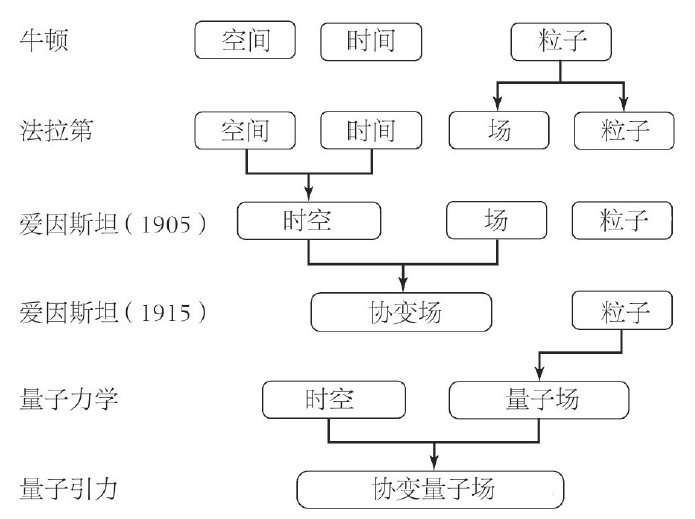 牛顿 空间 时间 粒子
法拉第 空间 时间 场 粒子
爱因斯坦（1905） 时空 场 粒子
爱因斯坦（1915） 协变场 粒子
量子力学 时空 量子场
量子引力 协变量子场